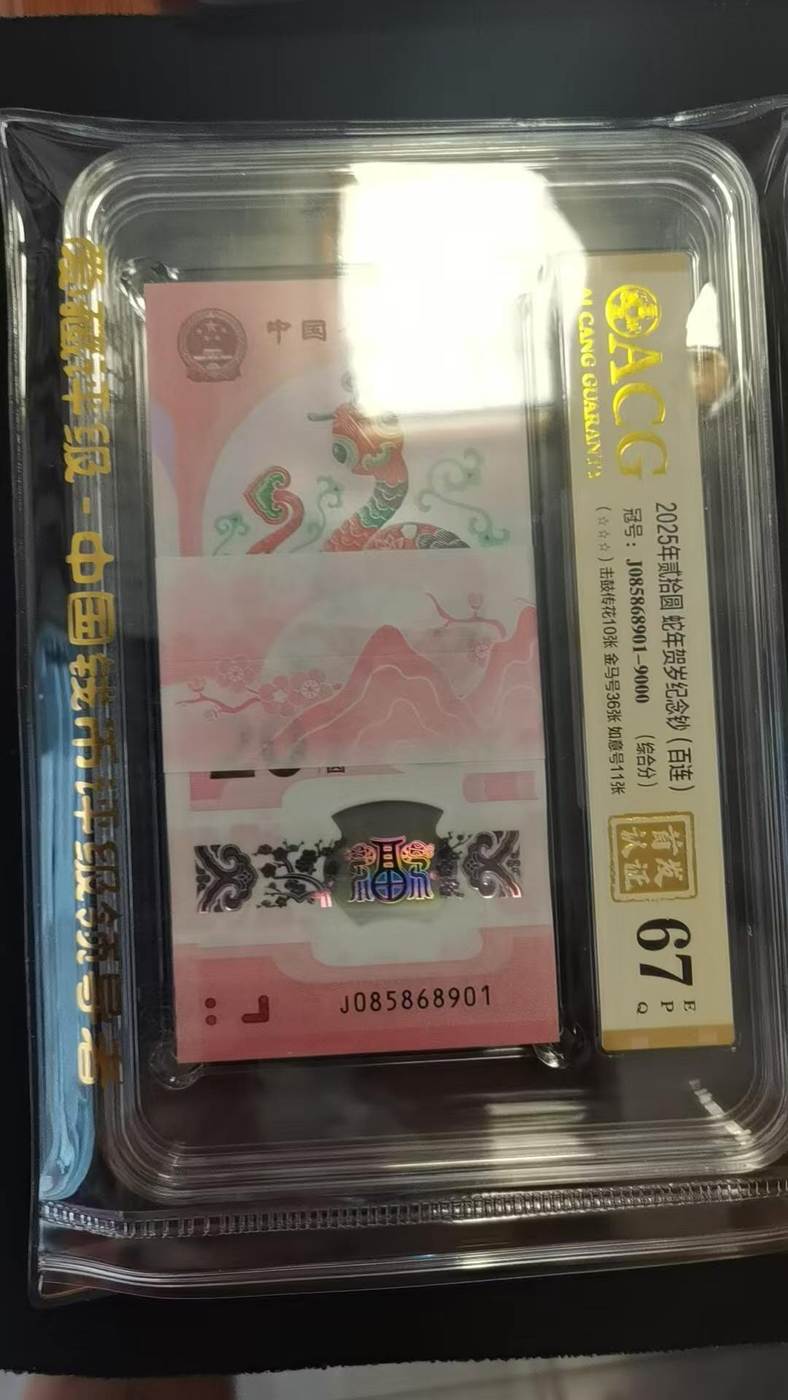 ACG
AI CANG GUARANTY
2025年贰拾圆 蛇年贺岁纪念钞（百连）
冠号：J085868901-9000 （综合分）
（☆☆☆）击鼓传花10张 金马号36张 如意号11张
首发
认证
67
E
P
Q
中国
J085868901
爱藏评级-中国钱币评级领导者